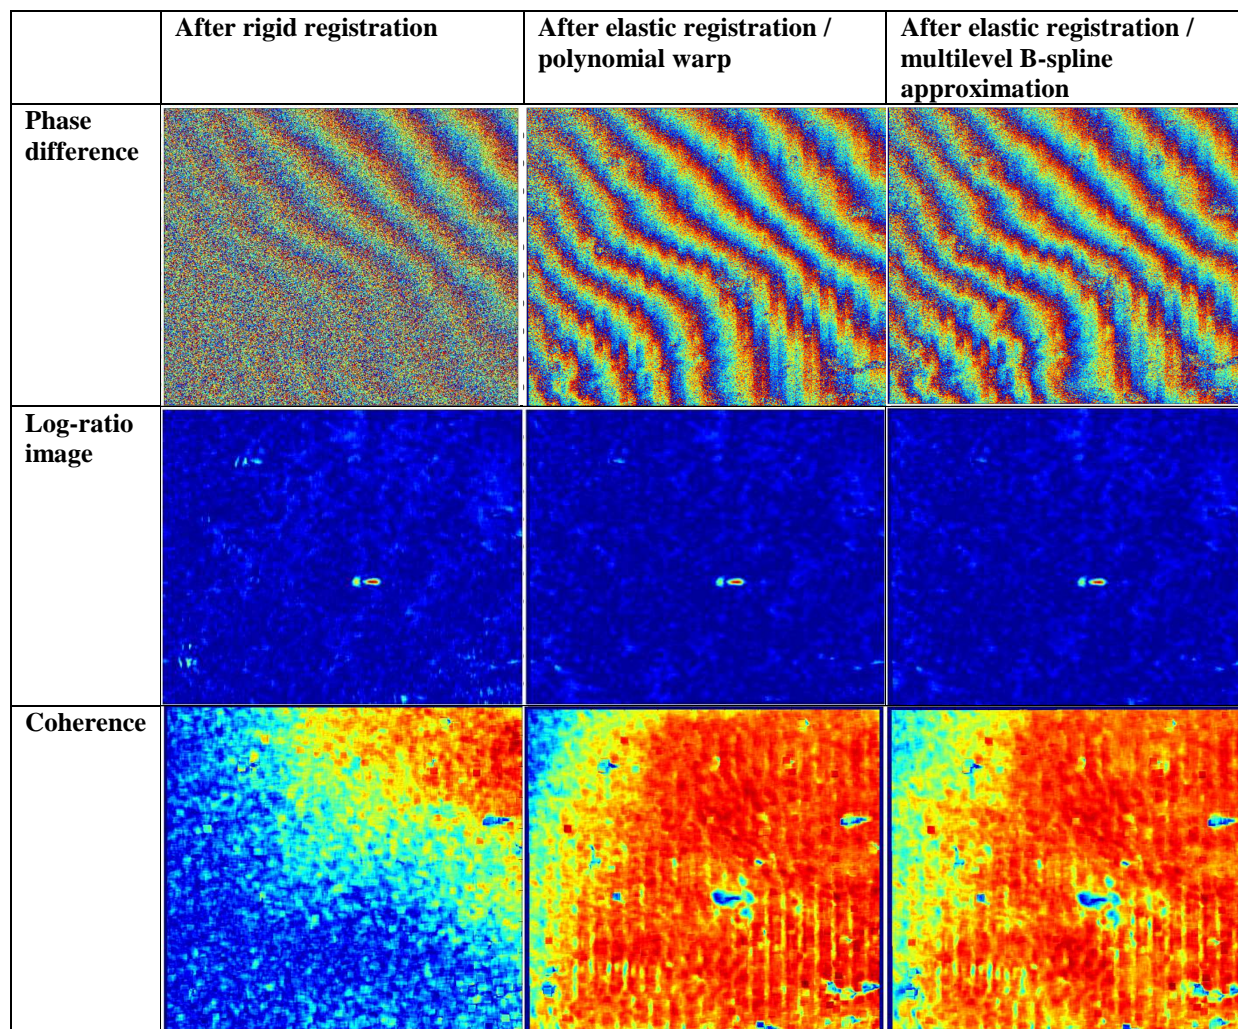 After rigid registration
After elastic registration /
polynomial warp
After elastic registration /
multilevel B-spline
approximation
Phase
difference
Log-ratio
image
Coherence